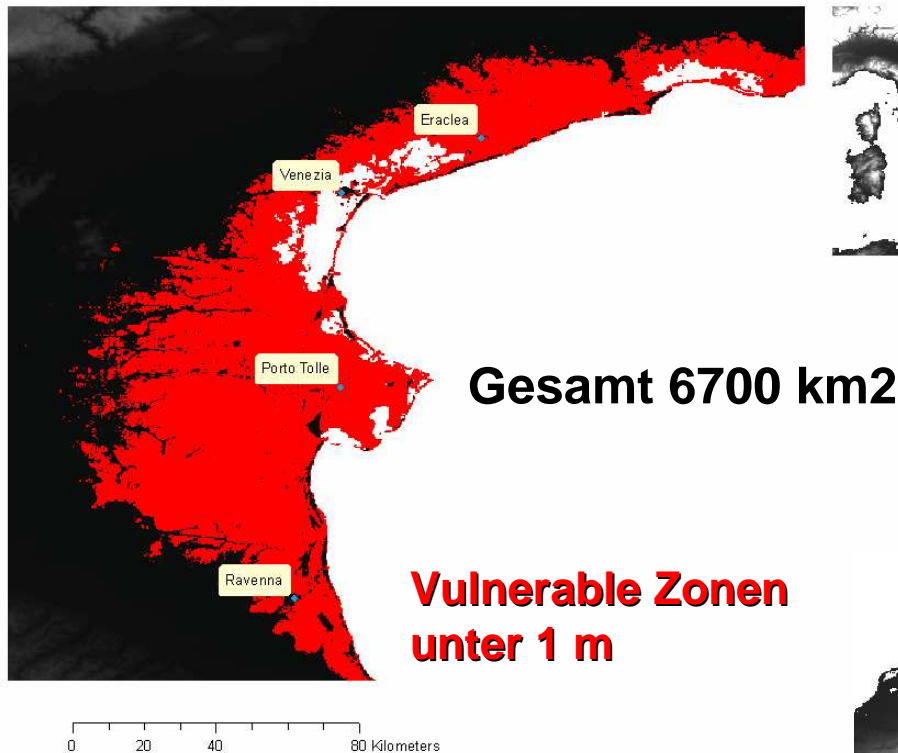 Eraclea
Venezia
Porto Tolle
Gesamt 6700 km2
Ravenna
Vulnerable Zonen
unter 1 m
0 20 40 80 Kilometers